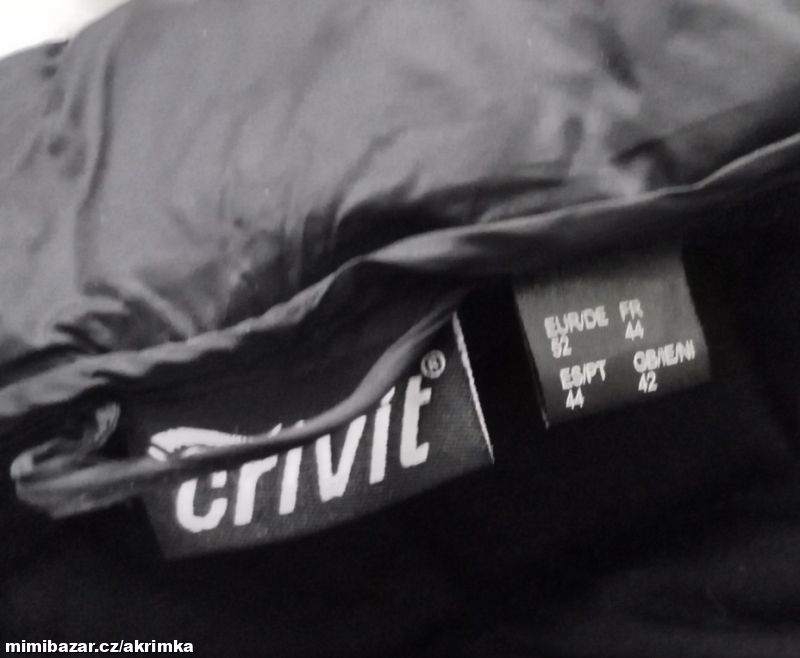 crivit®
EUR/DE FR
52 44
ES/PT GB/IE/NI
44 42
mimibazar.cz/akrimka